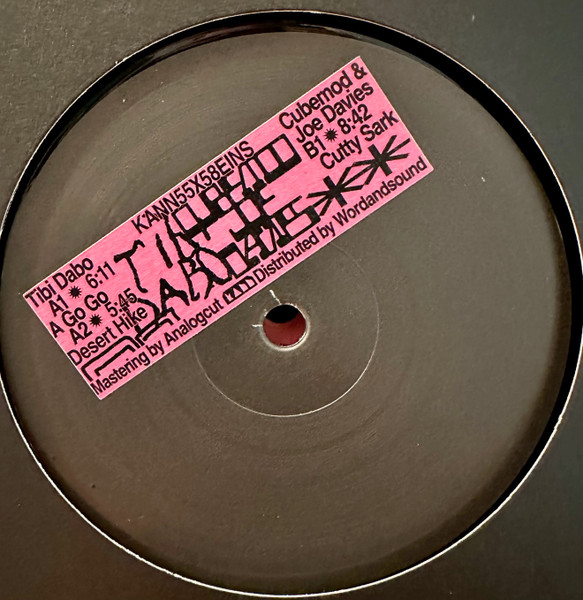 KANN55X58EINS
Tibi Dabo
A1 ✷ 6:11
A Go Go
A2 ✷ 5:45
Desert Hike
Cubemod &
Joe Davies
B1 ✷ 8:42
Cutty Sark
Mastering by Analogcut
Distributed by Wordandsound